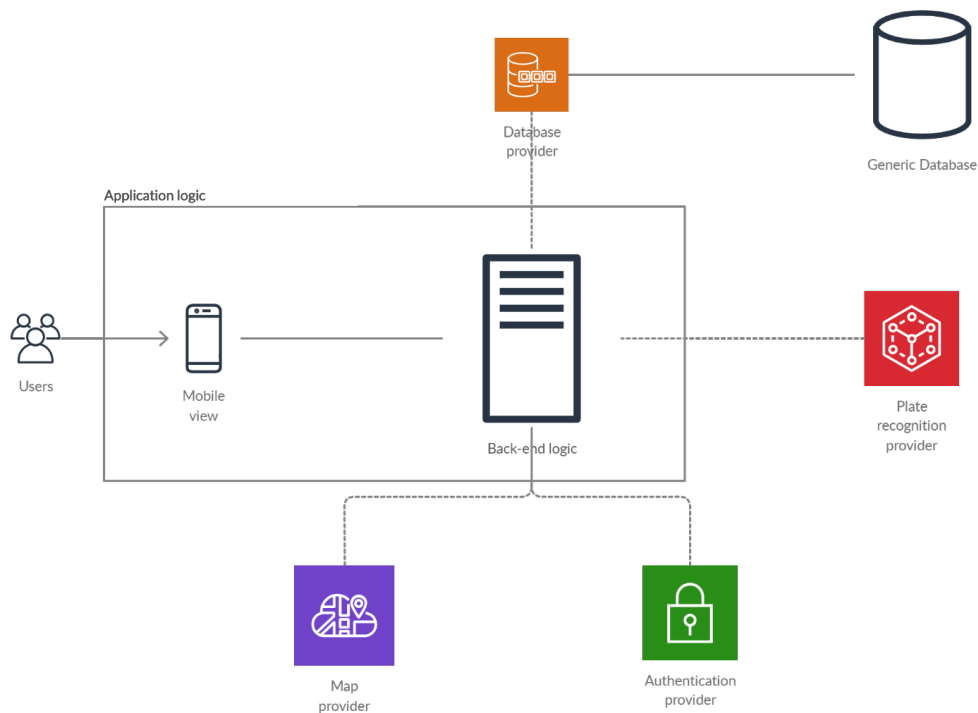 Database
provider
Generic Database
Application logic
Users
Mobile
view
Back-end logic
Plate
recognition
provider
Map
provider
Authentication
provider